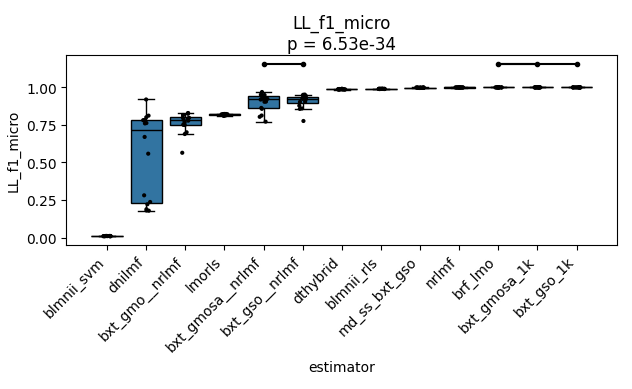 LL_f1_micro
p = 6.53e-34
LL_f1_micro
1.00
0.75
0.50
0.25
0.00
blmnii_svm
dnilmf
bxt_gmo__nrlmf
lmorls
bxt_gmosa__nrlmf
bxt_gso__nrlmf
dthybrid
blmnii_rls
md_ss_bxt_gso
nrlmf
brf_lmo
bxt_gmosa_1k
bxt_gso_1k
estimator